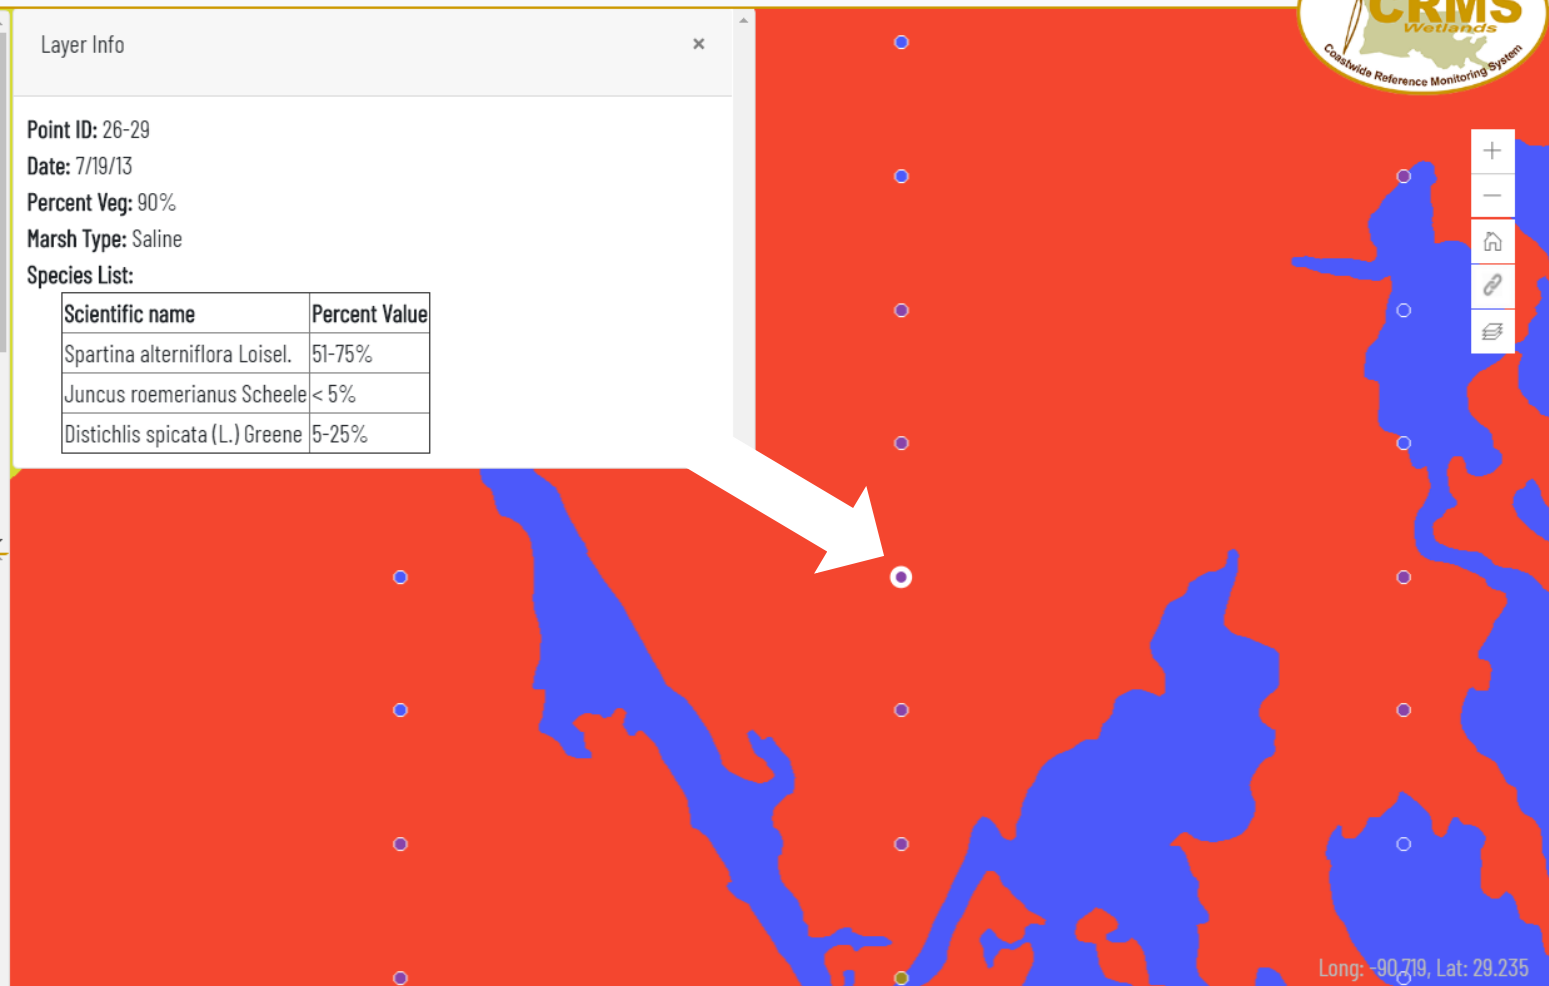 CRMS
Wetlands
Coastwide Reference Monitoring System
Layer Info
×
Point ID: 26-29
Date: 7/19/13
Percent Veg: 90%
Marsh Type: Saline
Species List:
Scientific name Percent Value
Spartina alterniflora Loisel. 51-75%
Juncus roemerianus Scheele < 5%
Distichlis spicata (L.) Greene 5-25%
Long: -90.719, Lat: 29.235